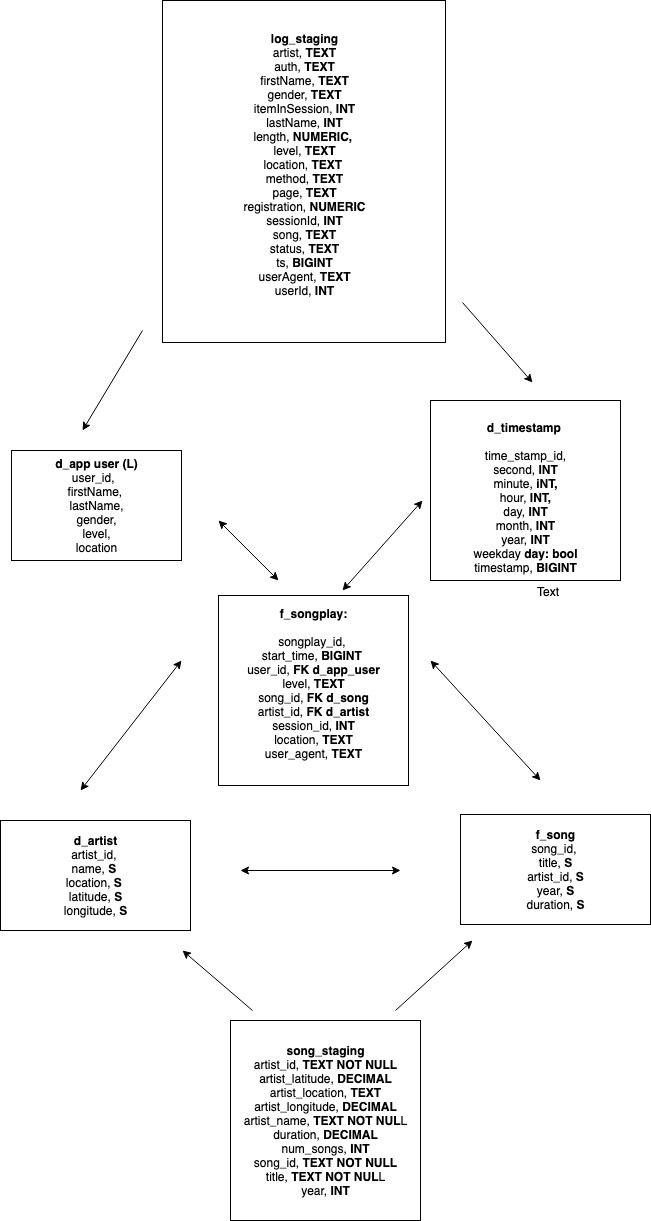 log_staging
artist, TEXT
auth, TEXT
firstName, TEXT
gender, TEXT
itemInSession, INT
lastName, INT
length, NUMERIC,
level, TEXT
location, TEXT
method, TEXT
page, TEXT
registration, NUMERIC
sessionId, INT
song, TEXT
status, TEXT
ts, BIGINT
userAgent, TEXT
userId, INT
d_app user (L)
user_id,
firstName,
lastName,
gender,
level,
location
d_timestamp
time_stamp_id,
second, INT
minute, iNT,
hour, INT,
day, INT
month, INT
year, INT
weekday day: bool
timestamp, BIGINT
Text
f_songplay:
songplay_id,
start_time, BIGINT
user_id, FK d_app_user
level, TEXT
song_id, FK d_song
artist_id, FK d_artist
session_id, INT
location, TEXT
user_agent, TEXT
d_artist
artist_id,
name, S
location, S
latitude, S
longitude, S
f_song
song_id,
title, S
artist_id, S
year, S
duration, S
song_staging
artist_id, TEXT NOT NULL
artist_latitude, DECIMAL
artist_location, TEXT
artist_longitude, DECIMAL
artist_name, TEXT NOT NULL
duration, DECIMAL
num_songs, INT
song_id, TEXT NOT NULL
title, TEXT NOT NULL
year, INT